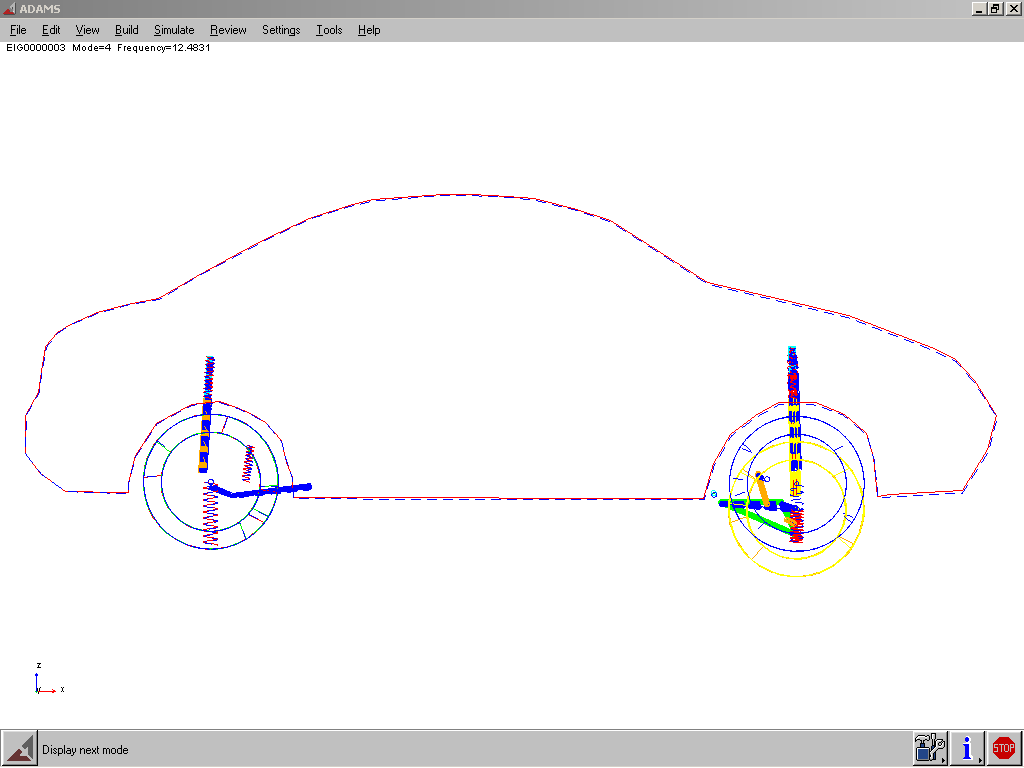 ADAMS
File Edit View Build Simulate Review Settings Tools Help
EIG0000003 Mode=4 Frequency=12.4831
z
y x
Display next mode
i
STOP